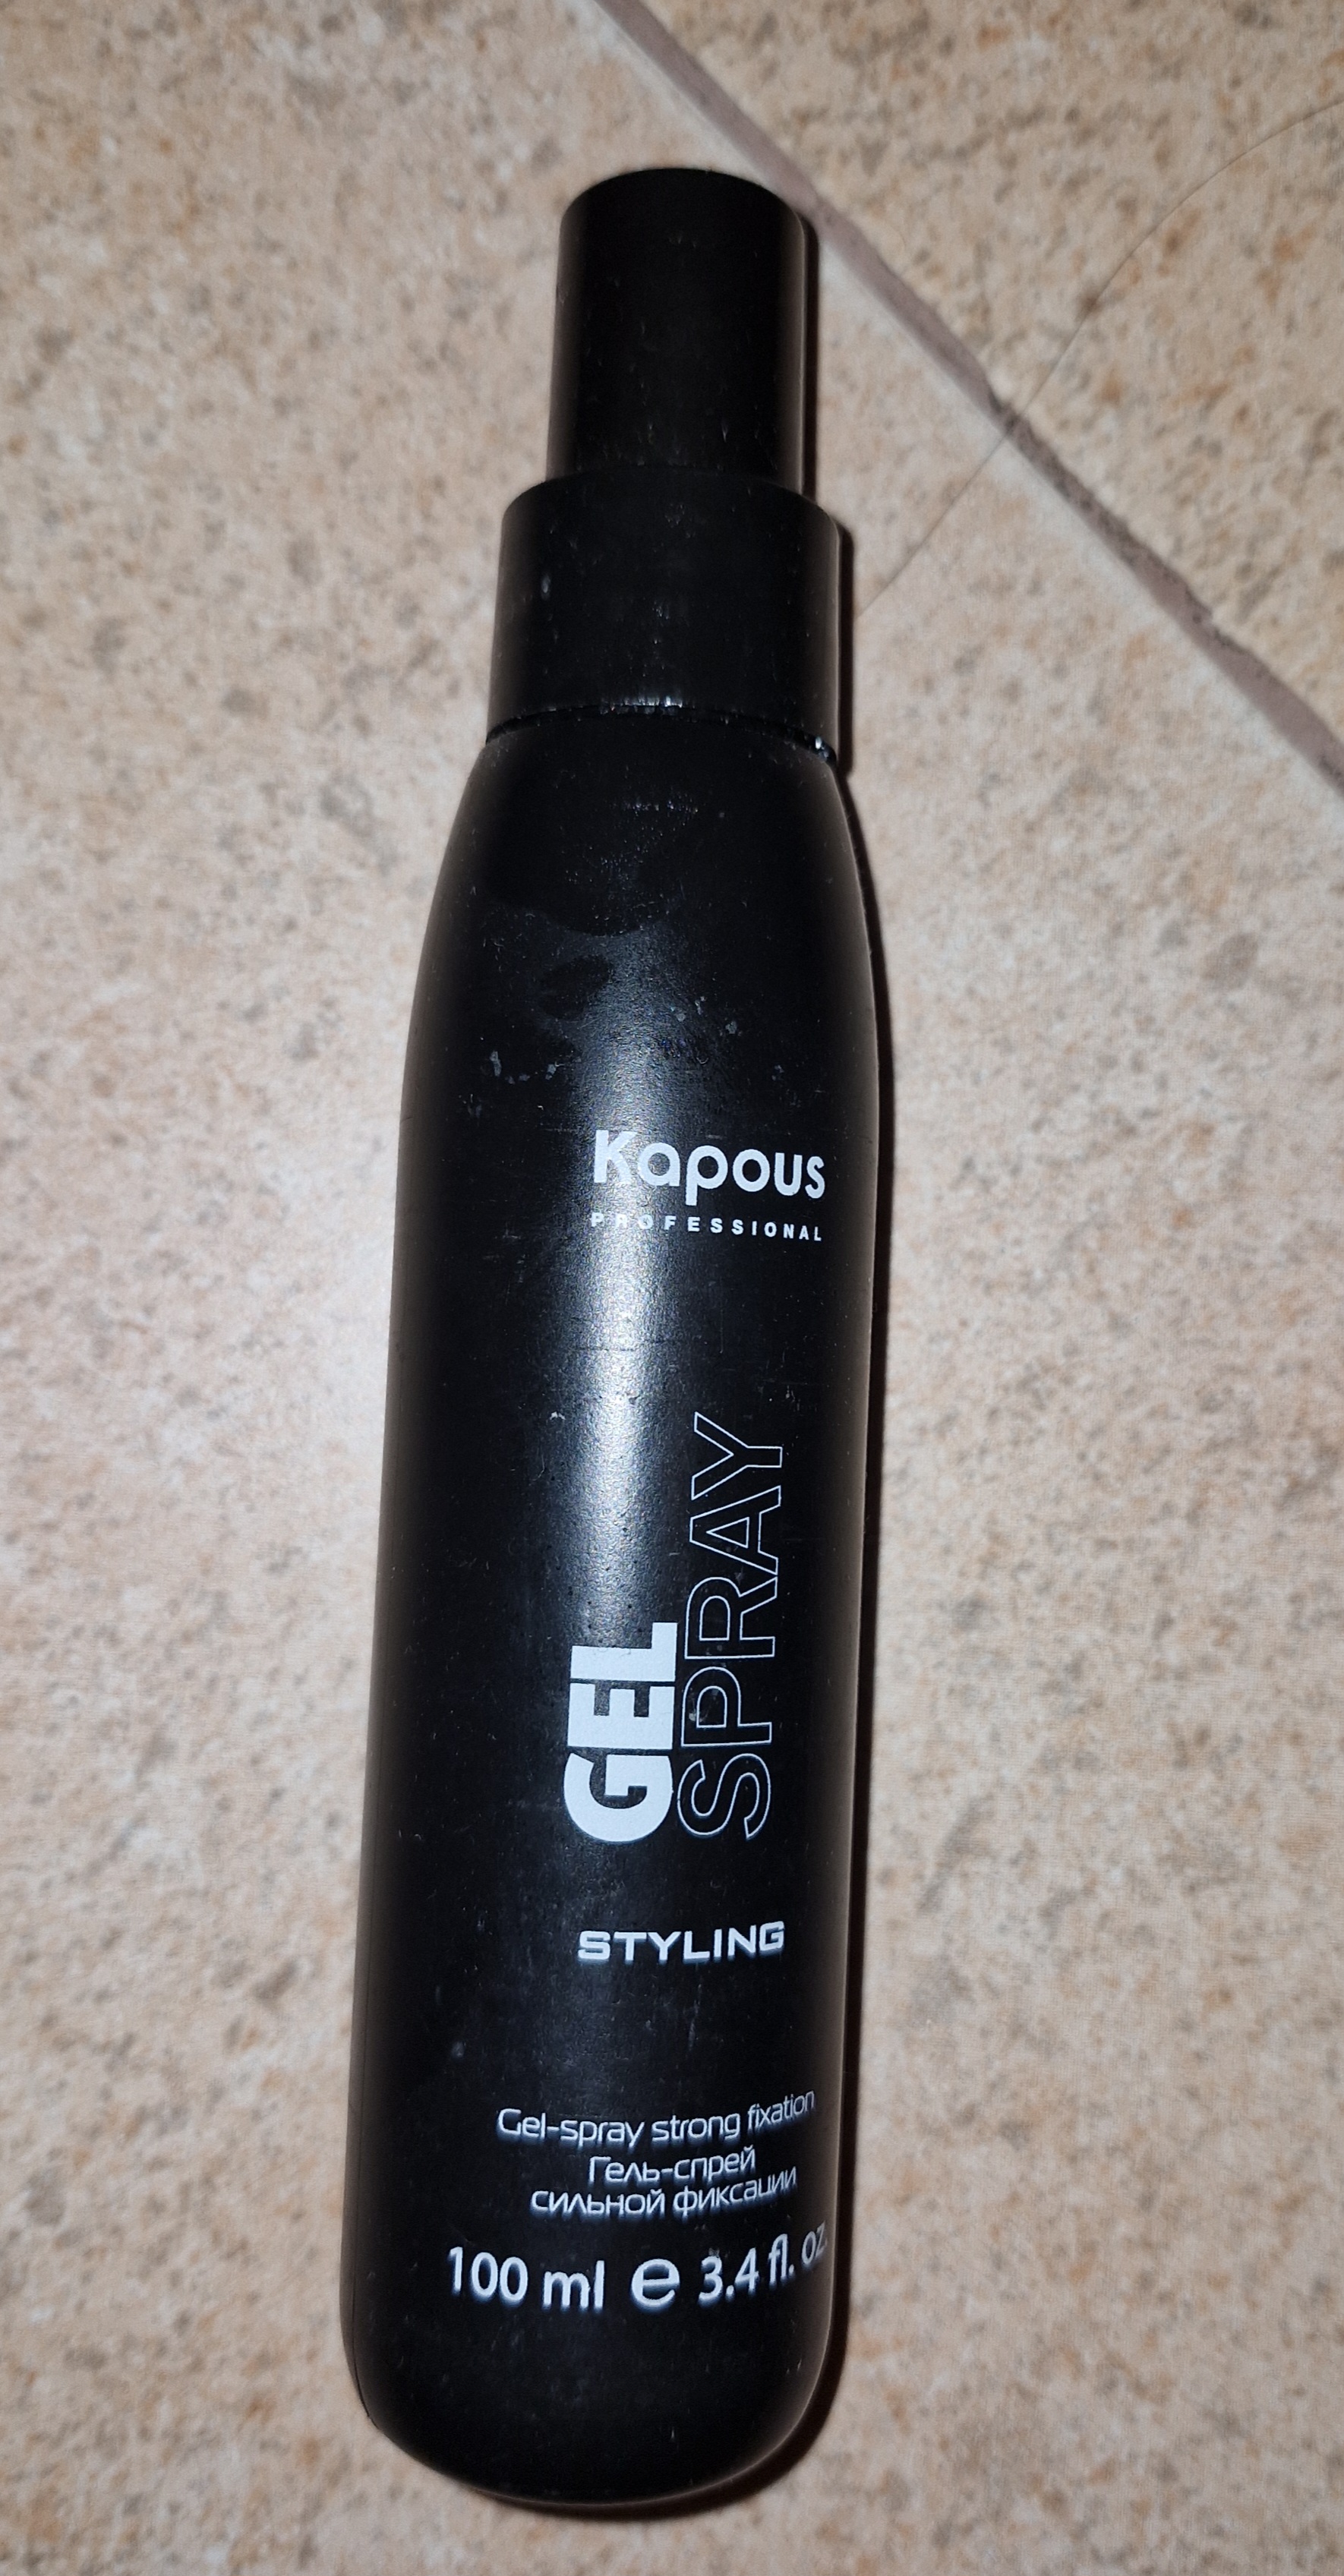 Kapous
PROFESSIONAL
GEL
SPRAY
STYLING
Gel-spray strong fixation
Гель-спрей
сильной фиксации
100 ml e 3.4 fl. oz.